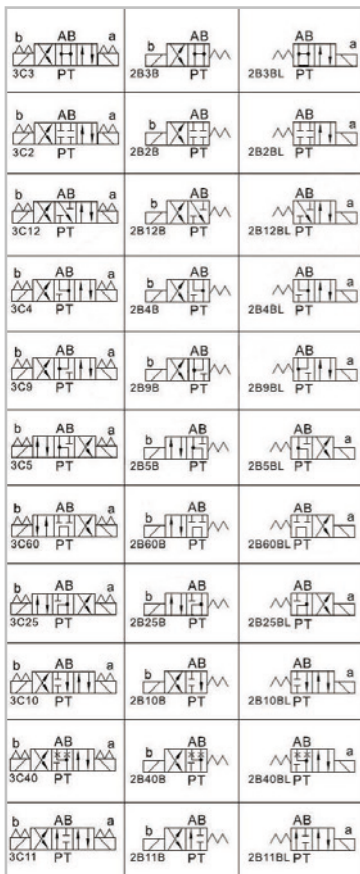 AB AB AB
b a b a
3C3 PT 2B3B PT 2B3BL PT
AB AB AB
b a b a
3C2 PT 2B2B PT 2B2BL PT
AB AB AB
b a b a
3C12 PT 2B12B PT 2B12BL PT
AB AB AB
b a b a
3C4 PT 2B4B PT 2B4BL PT
AB AB AB
b a b a
3C9 PT 2B9B PT 2B9BL PT
AB AB AB
b a b a
3C5 PT 2B5B PT 2B5BL PT
AB AB AB
b a b a
3C60 PT 2B60B PT 2B60BL PT
AB AB AB
b a b a
3C25 PT 2B25B PT 2B25BL PT
AB AB AB
b a b a
3C10 PT 2B10B PT 2B10BL PT
AB AB AB
b a b a
3C40 PT 2B40B PT 2B40BL PT
AB AB AB
b a b a
3C11 PT 2B11B PT 2B11BL PT